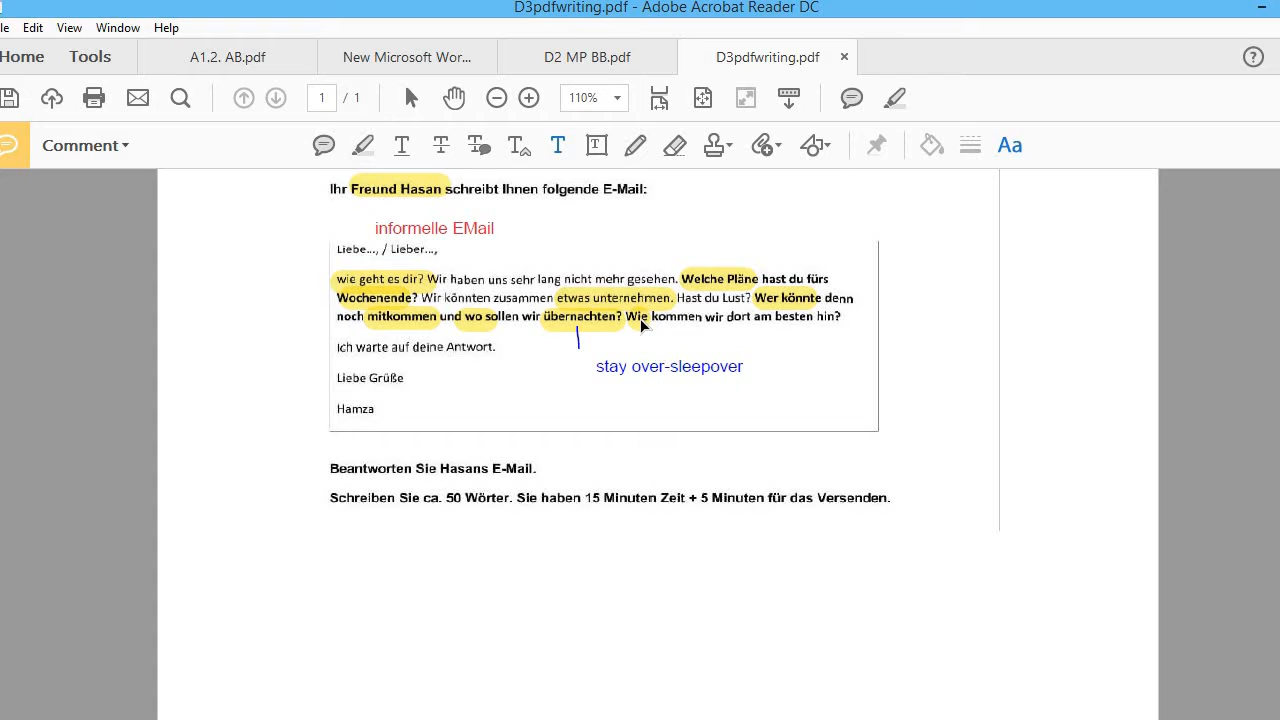 D3pdfwriting.pdf - Adobe Acrobat Reader DC
le Edit View Window Help
Home Tools A1.2. AB.pdf New Microsoft Wor... D2 MP BB.pdf D3pdfwriting.pdf × ?
1 / 1 110%
Comment Aa
Ihr Freund Hasan schreibt Ihnen folgende E-Mail:
informelle EMail
Liebe..., / Lieber...,
wie geht es dir? Wir haben uns sehr lang nicht mehr gesehen. Welche Pläne hast du fürs
Wochenende? Wir könnten zusammen etwas unternehmen. Hast du Lust? Wer könnte denn
noch mitkommen und wo sollen wir übernachten? Wie kommen wir dort am besten hin?
Ich warte auf deine Antwort.
stay over-sleepover
Liebe Grüße
Hamza
Beantworten Sie Hasans E-Mail.
Schreiben Sie ca. 50 Wörter. Sie haben 15 Minuten Zeit + 5 Minuten für das Versenden.